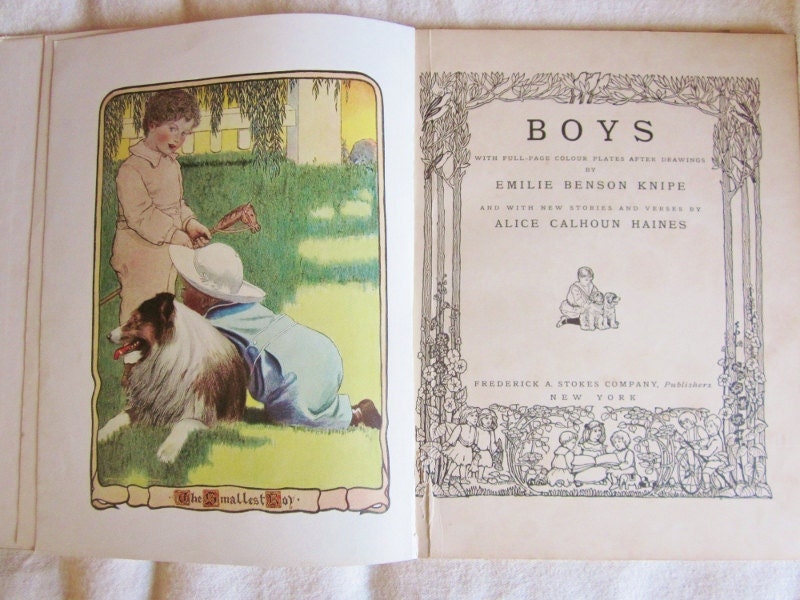 The Smallest Boy
BOYS
WITH FULL-PAGE COLOUR PLATES AFTER DRAWINGS
BY
EMILIE BENSON KNIPE
AND WITH NEW STORIES AND VERSES BY
ALICE CALHOUN HAINES
FREDERICK A. STOKES COMPANY, Publishers
NEW YORK